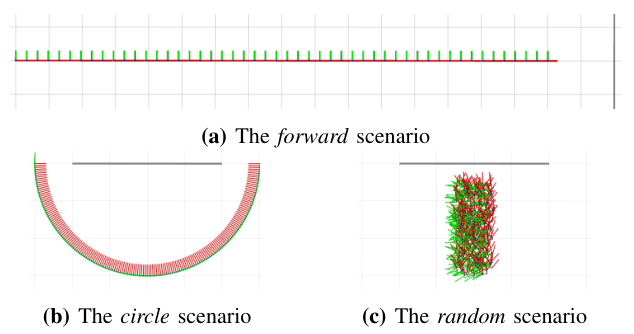 (a) The forward scenario
(b) The circle scenario
(c) The random scenario